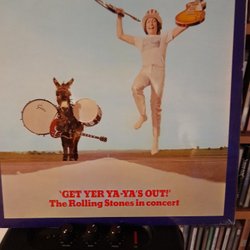 'GET YER YA-YA'S OUT!'
The Rolling Stones in concert